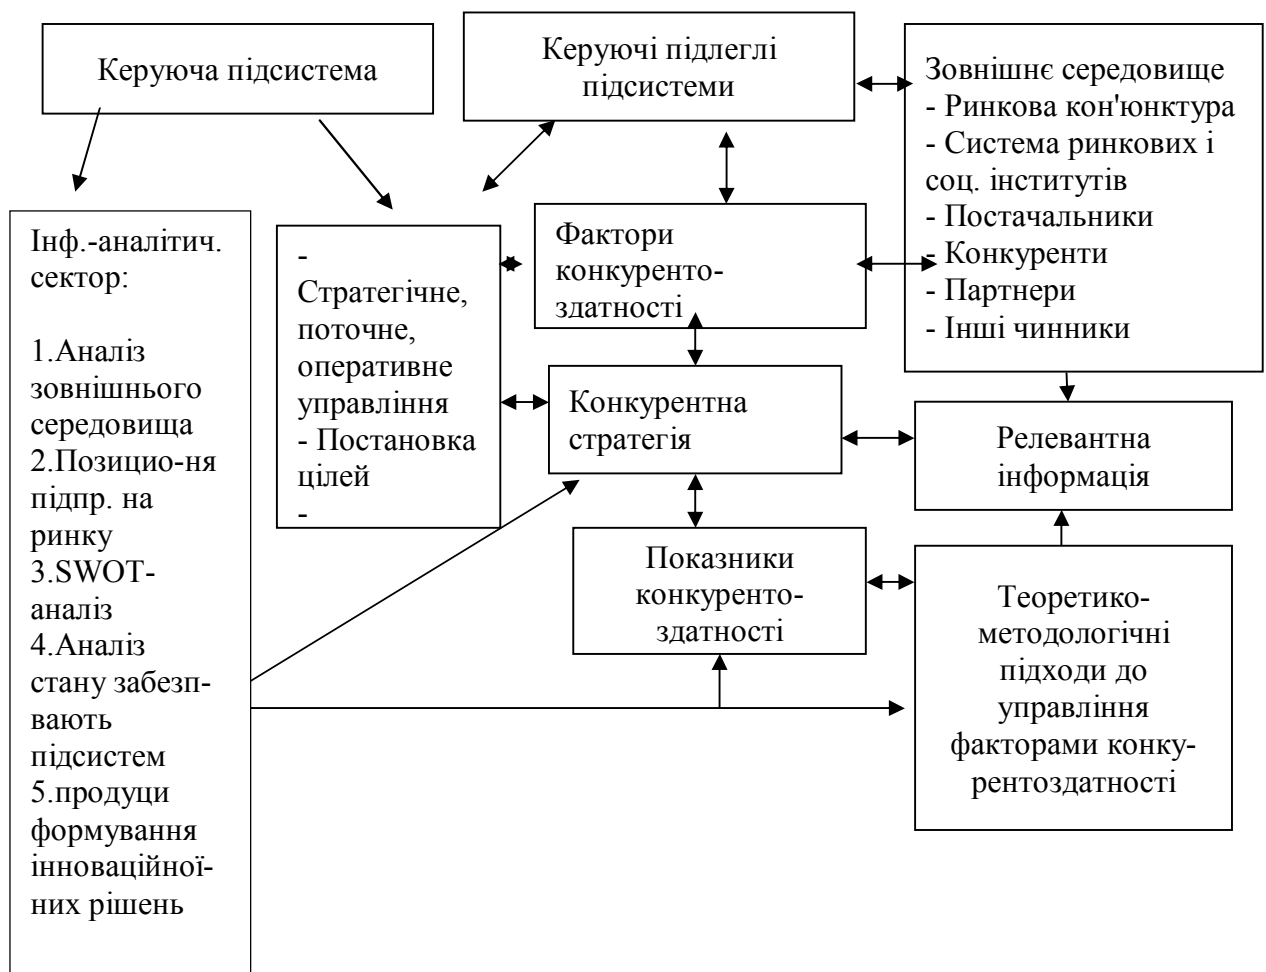 Керуюча підсистема
Керуючі підлеглі
підсистеми
Зовнішнє середовище
- Ринкова кон'юнктура
- Система ринкових і
соц. інститутів
- Постачальники
- Конкуренти
- Партнери
- Інші чинники
Інф.-аналітич.
сектор:
1.Аналіз
зовнішнього
середовища
2.Позицио-ня
підпр. на
ринку
3.SWOT-
аналіз
4.Аналіз
стану забезп-
вають
підсистем
5.продуци
формування
інноваційної-
них рішень
-
Стратегічне,
поточне,
оперативне
управління
- Постановка
цілей
-
Фактори
конкуренто-
здатності
Конкурентна
стратегія
Релевантна
інформація
Показники
конкуренто-
здатності
Теоретико-
методологічні
підходи до
управління
факторами конку-
рентоздатності